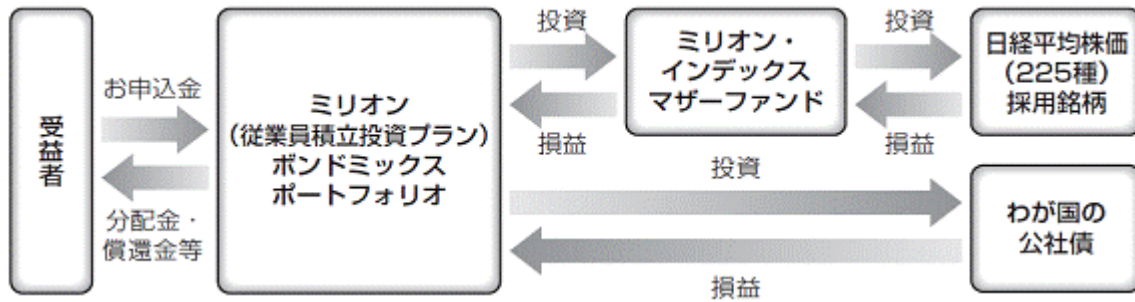 受益者
お申込金
分配金・
償還金等
ミリオン
（従業員積立投資プラン）
ボンドミックス
ポートフォリオ
投資
損益
ミリオン・
インデックス
マザーファンド
投資
損益
日経平均株価
（225種）
採用銘柄
投資
損益
わが国の
公社債